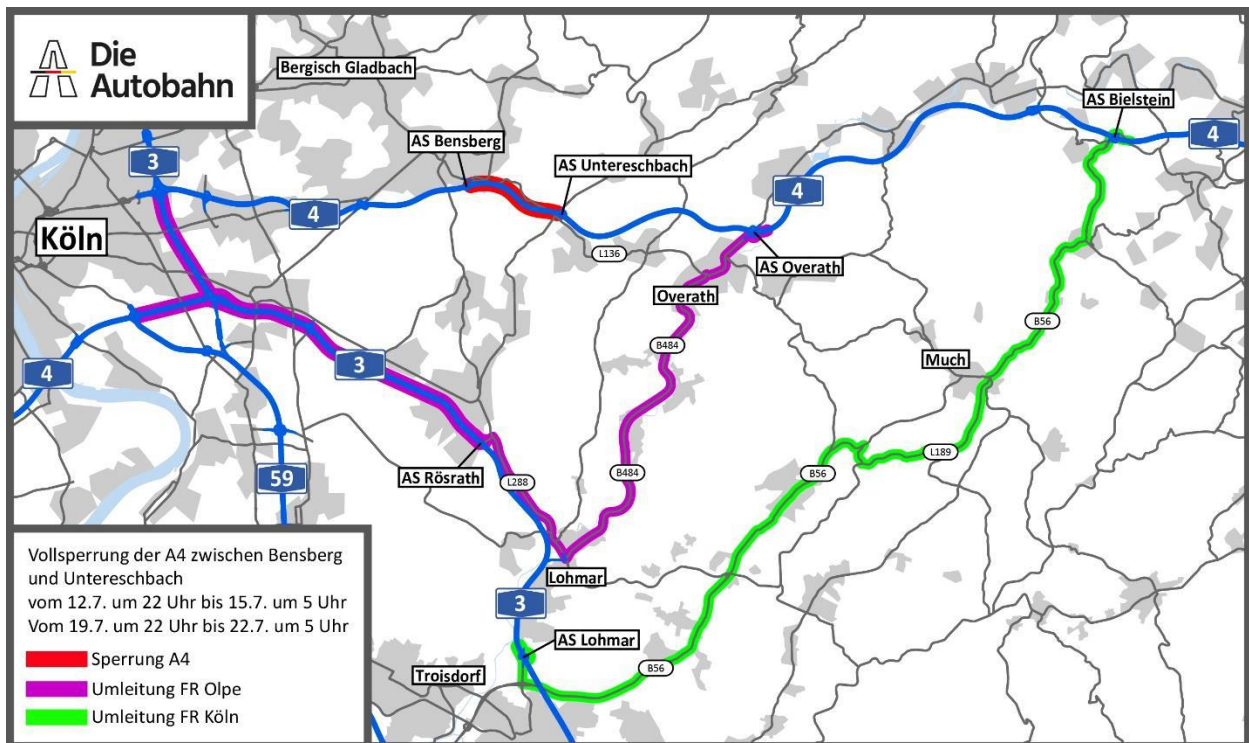 Die
Autobahn
Bergisch Gladbach
AS Bielstein
AS Bensberg
4
3
AS Untereschbach
4
4
Köln
L136
AS Overath
Overath
B56
B484
Much
3
4
L189
AS Rösrath
B484
B56
59
L288
Lohmar
3
AS Lohmar
B56
Troisdorf
Vollsperrung der A4 zwischen Bensberg
und Untereschbach
vom 12.7. um 22 Uhr bis 15.7. um 5 Uhr
Vom 19.7. um 22 Uhr bis 22.7. um 5 Uhr
Sperrung A4
Umleitung FR Olpe
Umleitung FR Köln